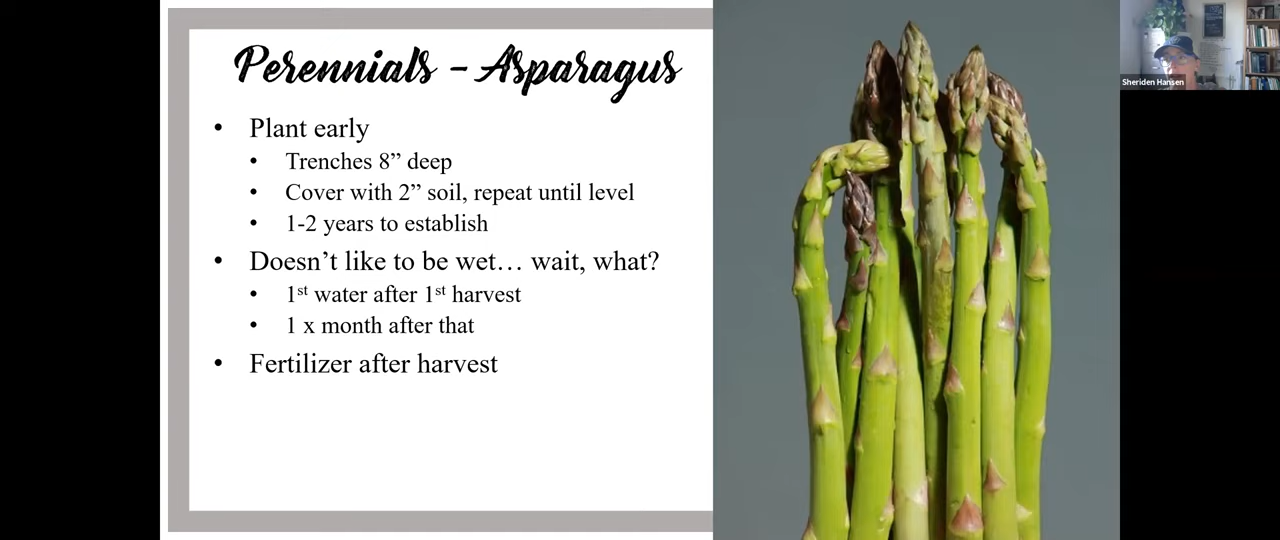 Perennials - Asparagus
• Plant early
• Trenches 8” deep
• Cover with 2” soil, repeat until level
• 1-2 years to establish
• Doesn’t like to be wet… wait, what?
• 1st water after 1st harvest
• 1 x month after that
• Fertilizer after harvest
Sheriden Hansen